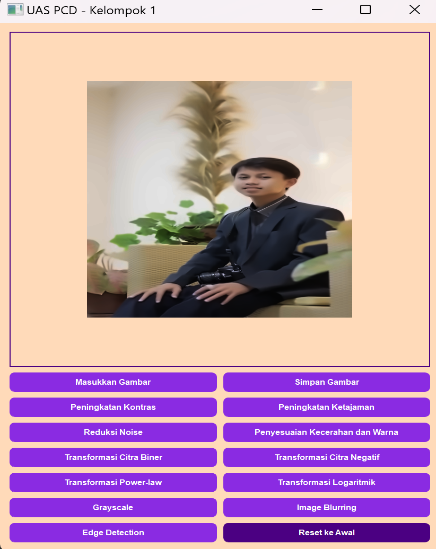 UAS PCD - Kelompok 1
Masukkan Gambar
Simpan Gambar
Peningkatan Kontras
Peningkatan Ketajaman
Reduksi Noise
Penyesuaian Kecerahan dan Warna
Transformasi Citra Biner
Transformasi Citra Negatif
Transformasi Power-law
Transformasi Logaritmik
Grayscale
Image Blurring
Edge Detection
Reset ke Awal